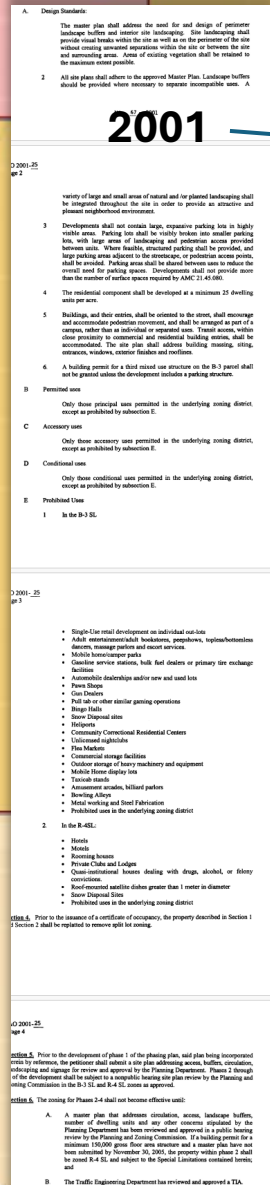 A. Design Standards:
The master plan shall address the need for and design of perimeter
landscape buffers and interior site landscaping. Site landscaping shall
provide visual breaks within the site as well as on the perimeter of the site
without creating unwanted separations within the site or between the site
and surrounding areas. Areas of existing vegetation shall be retained to
the maximum extent possible.
2 All site plans shall adhere to the approved Master Plan. Landscape buffers
should be provided where necessary to separate incompatible uses. A
2001
O 2001-25
ge 2
variety of large and small areas of natural and/or planted landscaping shall
be integrated throughout the site in order to provide an attractive and
pleasant neighborhood environment.
3 Developments shall not contain large, expansive parking lots in highly
visible areas. Parking lots shall be visibly broken into smaller parking
lots, with large areas of landscaping and pedestrian access provided
between units. Where feasible, structured parking shall be provided, and
large parking areas adjacent to the streetscape, or pedestrian access points,
shall be avoided. Parking areas shall be shared between uses to reduce the
overall need for parking spaces. Developments shall not provide more
than the number of surface spaces required by AMC 21.45.080.
4 The residential component shall be developed at a minimum 25 dwelling
units per acre.
5 Buildings, and their entries, shall be oriented to the street, shall encourage
and accommodate pedestrian movement, and shall be arranged as part of a
campus, rather than as individual or separated uses. Transit access, within
close proximity to commercial and residential building entries, shall be
accommodated. The site plan shall address building massing, siting,
entrances, windows, exterior finishes and rooflines.
6. A building permit for a third mixed use structure on the B-3 parcel shall
not be granted unless the development includes a parking structure.
B Permitted uses
Only those principal uses permitted in the underlying zoning district,
except as prohibited by subsection E.
C Accessory uses
Only those accessory uses permitted in the underlying zoning district,
except as prohibited by subsection E.
D Conditional uses
Only those conditional uses permitted in the underlying zoning district,
except as prohibited by subsection E.
E Prohibited Uses
1 In the B-3 SL
O 2001-25
ge 3
• Single-Use retail development on individual out-lots
• Adult entertainment/adult bookstores, peepshows, topless/bottomless
dancers, massage parlors and escort services.
• Mobile home/camper parks
• Gasoline service stations, bulk fuel dealers or primary tire exchange
facilities
• Automobile dealerships and/or new and used lots
• Pawn Shops
• Gun Dealers
• Pull tab or other similar gaming operations
• Bingo Halls
• Snow Disposal sites
• Heliports
• Community Correctional Residential Centers
• Unlicensed nightclubs
• Flea Markets
• Commercial storage facilities
• Outdoor storage of heavy machinery and equipment
• Mobile Home display lots
• Taxicab stands
• Amusement arcades, billiard parlors
• Bowling Alleys
• Metal working and Steel Fabrication
• Prohibited uses in the underlying zoning district
2 In the R-4SL:
• Hotels
• Motels
• Rooming houses
• Private Clubs and Lodges
• Quasi-institutional houses dealing with drugs, alcohol, or felony
convictions.
• Roof-mounted satellite dishes greater than 1 meter in diameter
• Snow Disposal Sites
• Prohibited uses in the underlying zoning district
ction 4. Prior to the issuance of a certificate of occupancy, the property described in Section 1
d Section 2 shall be replatted to remove split lot zoning.
AO 2001-25
ge 4
ection 5. Prior to the development of phase 1 of the phasing plan, said plan being incorporated
erein by reference, the petitioner shall submit a site plan addressing access, buffers, circulation,
ndscaping and signage for review and approval by the Planning Department. Phases 2 through
of the development shall be subject to a nonpublic hearing site plan review by the Planning and
oning Commission in the B-3 SL and R-4 SL zones as approved.
ection 6. The zoning for Phases 2-4 shall not become effective until:
A. A master plan that addresses circulation, access, landscape buffers,
number of dwelling units and any other concerns stipulated by the
Planning Department has been reviewed and approved in a public hearing
review by the Planning and Zoning Commission. If a building permit for a
minimum 150,000 gross floor area structure and a master plan have not
been submitted by November 30, 2005, the property within phase 2 shall
be zoned R-4 SL and subject to the Special Limitations contained herein;
and
B. The Traffic Engineering Department has reviewed and approved a TIA.